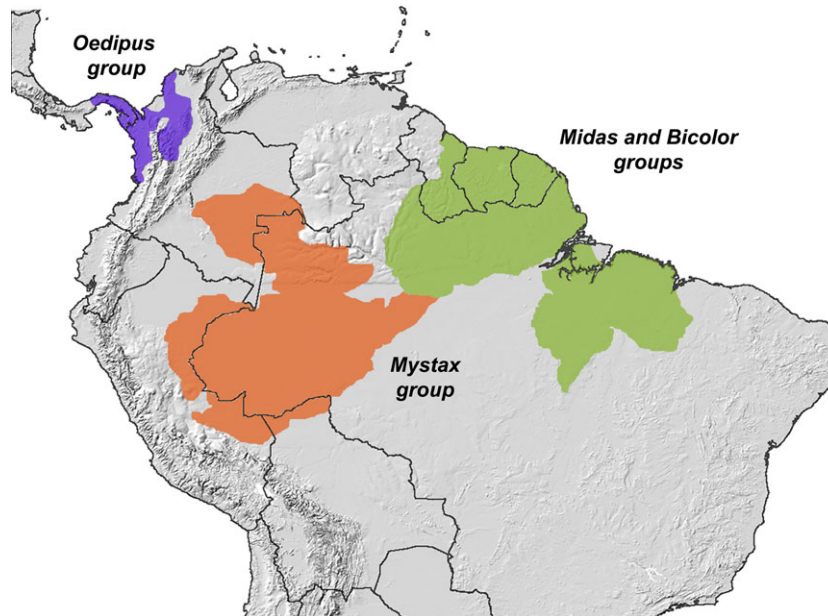 Oedipus
group
Midas and Bicolor
groups
Mystax
group